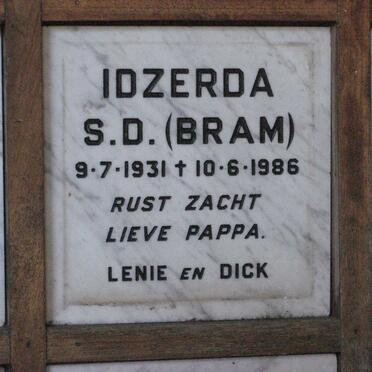 IDZERDA
S.D. (BRAM)
9·7·1931 † 10·6·1986
RUST ZACHT
LIEVE PAPPA.
LENIE EN DICK